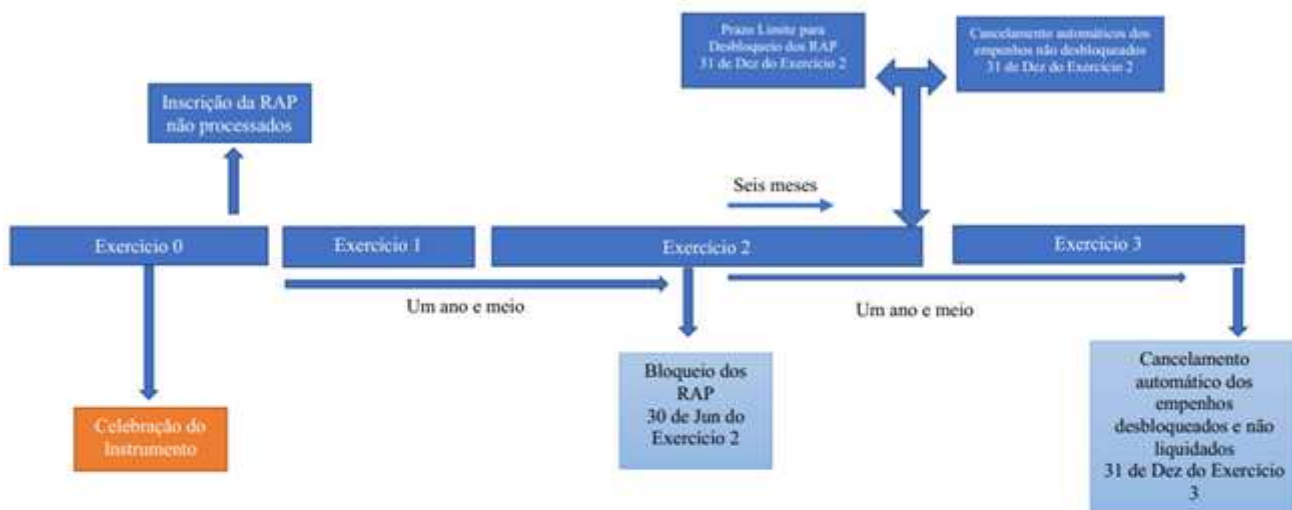 Prazo Limite para
Desbloqueio dos RAP
31 de Dez do Exercício 2
Cancelamento automáticos dos
empenhos não desbloqueados
31 de Dez do Exercício 2
Inscrição da RAP
não processados
Seis meses
Exercício 0
Exercício 1
Exercício 2
Exercício 3
Um ano e meio
Um ano e meio
Celebração do
Instrumento
Bloqueio dos
RAP
30 de Jun do
Exercício 2
Cancelamento
automático dos
empenhos
desbloqueados e não
liquidados
31 de Dez do Exercício
3